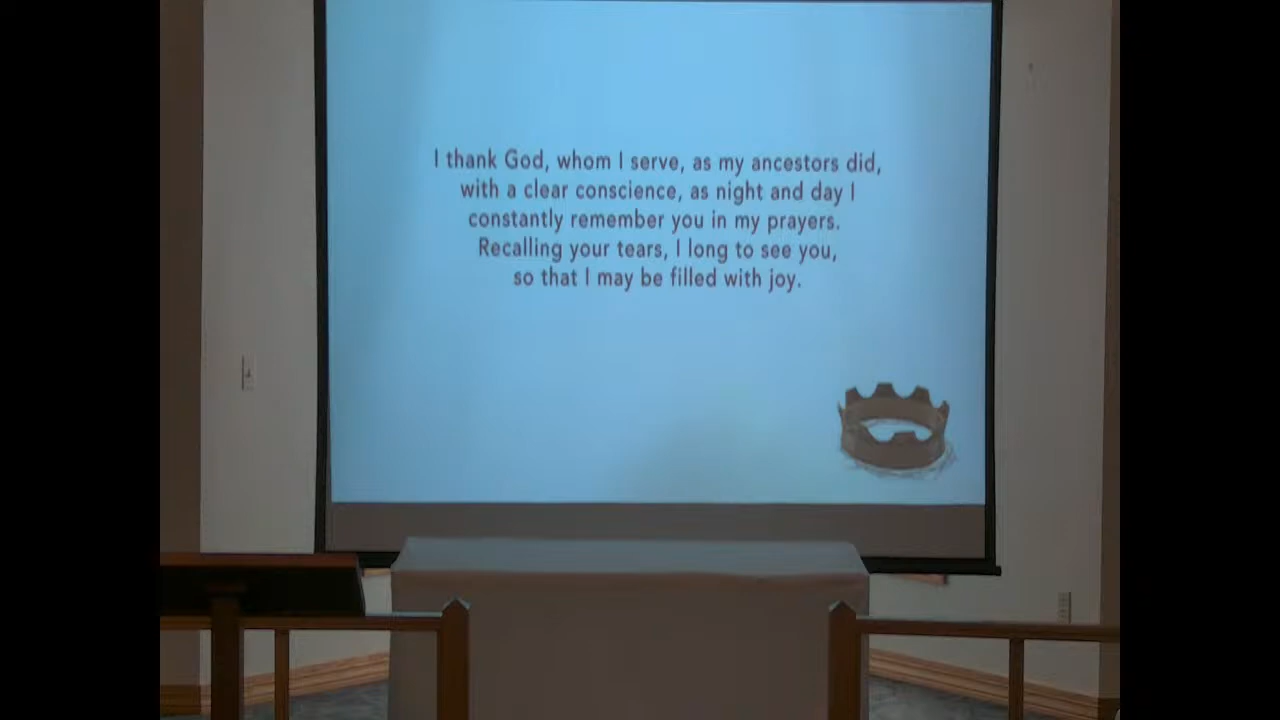 I thank God, whom I serve, as my ancestors did,
with a clear conscience, as night and day I
constantly remember you in my prayers.
Recalling your tears, I long to see you,
so that I may be filled with joy.